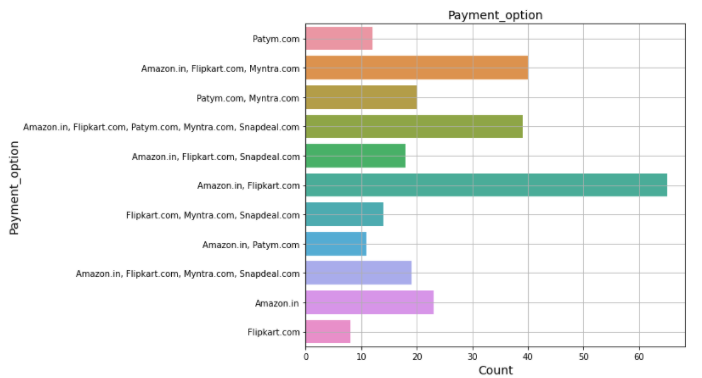 Payment_option
Patym.com
Amazon.in, Flipkart.com, Myntra.com
Patym.com, Myntra.com
Amazon.in, Flipkart.com, Patym.com, Myntra.com, Snapdeal.com
Amazon.in, Flipkart.com, Snapdeal.com
Amazon.in, Flipkart.com
Flipkart.com, Myntra.com, Snapdeal.com
Amazon.in, Patym.com
Amazon.in, Flipkart.com, Myntra.com, Snapdeal.com
Amazon.in
Flipkart.com
Payment_option
0 10 20 30 40 50 60
Count